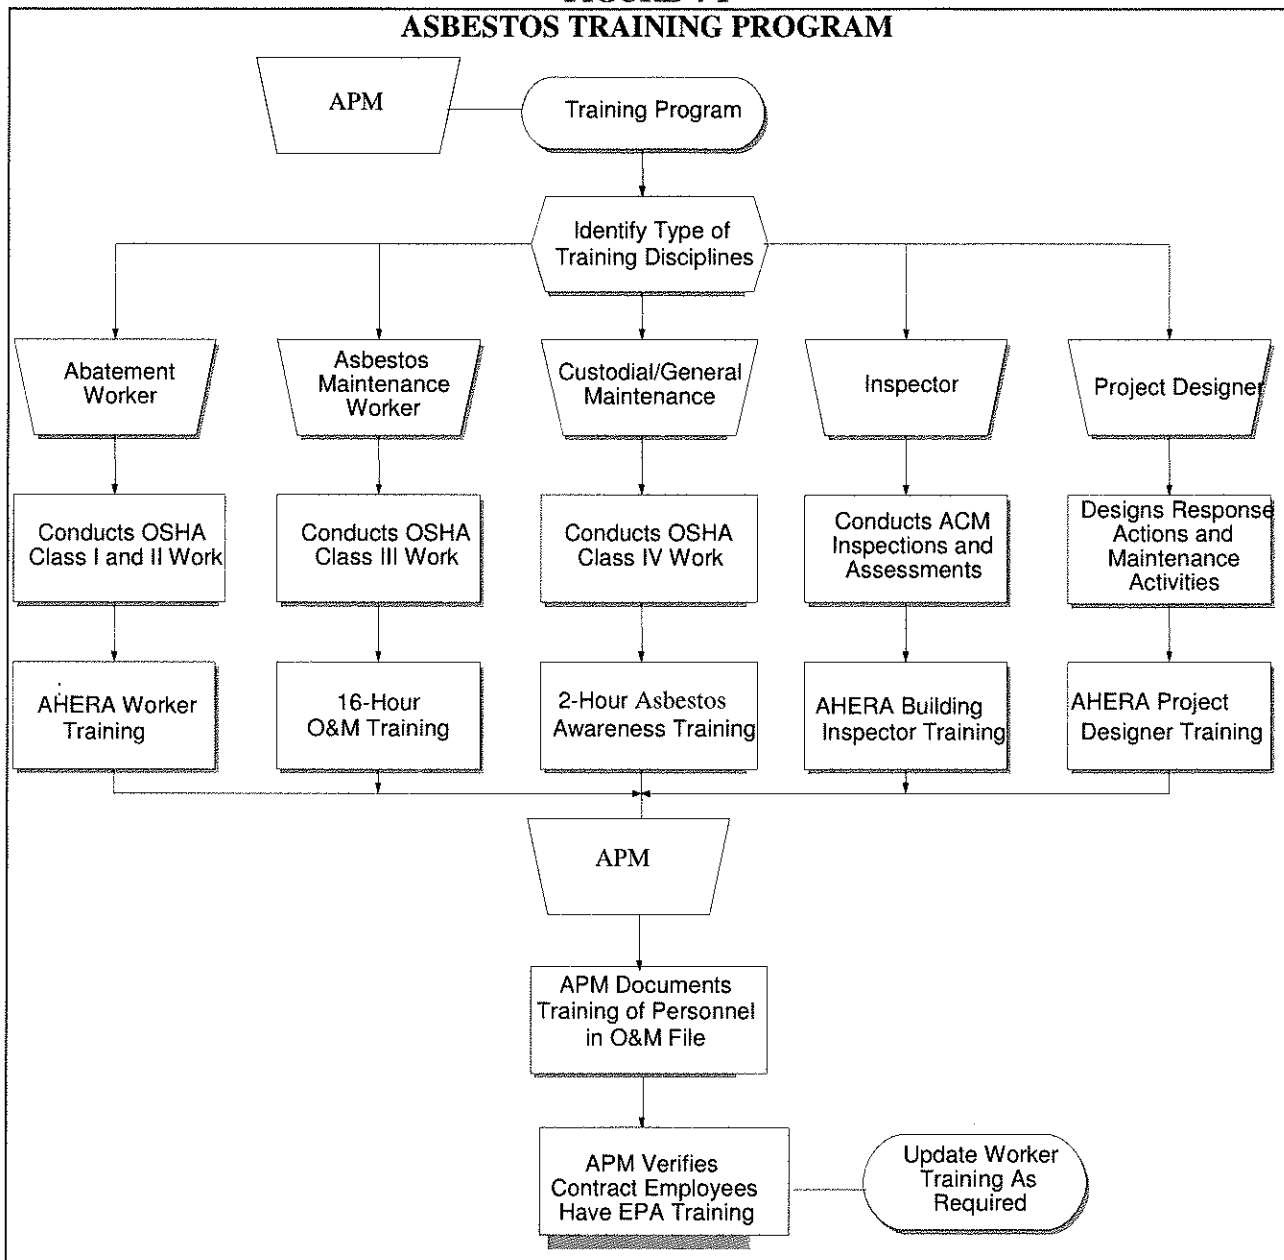 ASBESTOS TRAINING PROGRAM
APM
Training Program
Identify Type of
Training Disciplines
Abatement
Worker
Asbestos
Maintenance
Worker
Custodial/General
Maintenance
Inspector
Project Designer
Conducts OSHA
Class I and II Work
Conducts OSHA
Class III Work
Conducts OSHA
Class IV Work
Conducts ACM
Inspections and
Assessments
Designs Response
Actions and
Maintenance
Activities
AHERA Worker
Training
16-Hour
O&M Training
2-Hour Asbestos
Awareness Training
AHERA Building
Inspector Training
AHERA Project
Designer Training
APM
APM Documents
Training of Personnel
in O&M File
APM Verifies
Contract Employees
Have EPA Training
Update Worker
Training As
Required